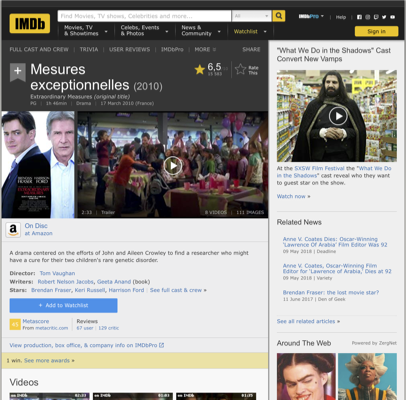 IMDb
Find Movies, TV shows, Celebrities and more...
All
IMDbPro
Help
Movies, TV & Showtimes
Celebs, Events & Photos
News & Community
Watchlist
Sign in
FULL CAST AND CREW | TRIVIA | USER REVIEWS | IMDbPro | MORE
SHARE
Mesures exceptionnelles (2010)
Extraordinary Measures (original title)
PG | 1h 46min | Drama | 17 March 2010 (France)
6,5
Rate This
BRENDAN FRASER
HARRISON FORD
2:33 | Trailer
9 VIDEOS | 111 IMAGES
On Disc
at Amazon
A drama centered on the efforts of John and Aileen Crowley to find a researcher who might
have a cure for their two children's rare genetic disorder.
Director: Tom Vaughan
Writers: Robert Nelson Jacobs, Geeta Anand (book)
Stars: Brendan Fraser, Keri Russell, Harrison Ford | See full cast & crew »
+ Add to Watchlist
Metascore
From metacritic.com
Reviews
67 user | 129 critic
View production, box office, & company info on IMDbPro
1 win. See more awards »
Videos
"What We Do in the Shadows" Cast
Convert New Vamps
At the SXSW Film Festival the "What We Do
in the Shadows" cast reveal who they want
to guest star on the show.
Watch now »
Related News
Anne V. Coates Dies: Oscar-Winning
'Lawrence Of Arabia' Film Editor Was 92
09 May 2018 | Deadline
Anne V. Coates, Oscar-Winning
Editor for 'Lawrence of Arabia,' Dies at 92
09 May 2018 | Variety
Brendan Fraser: the lost movie star?
11 June 2017 | Den of Geek
See all related articles »
Around The Web
Powered by ZergNet